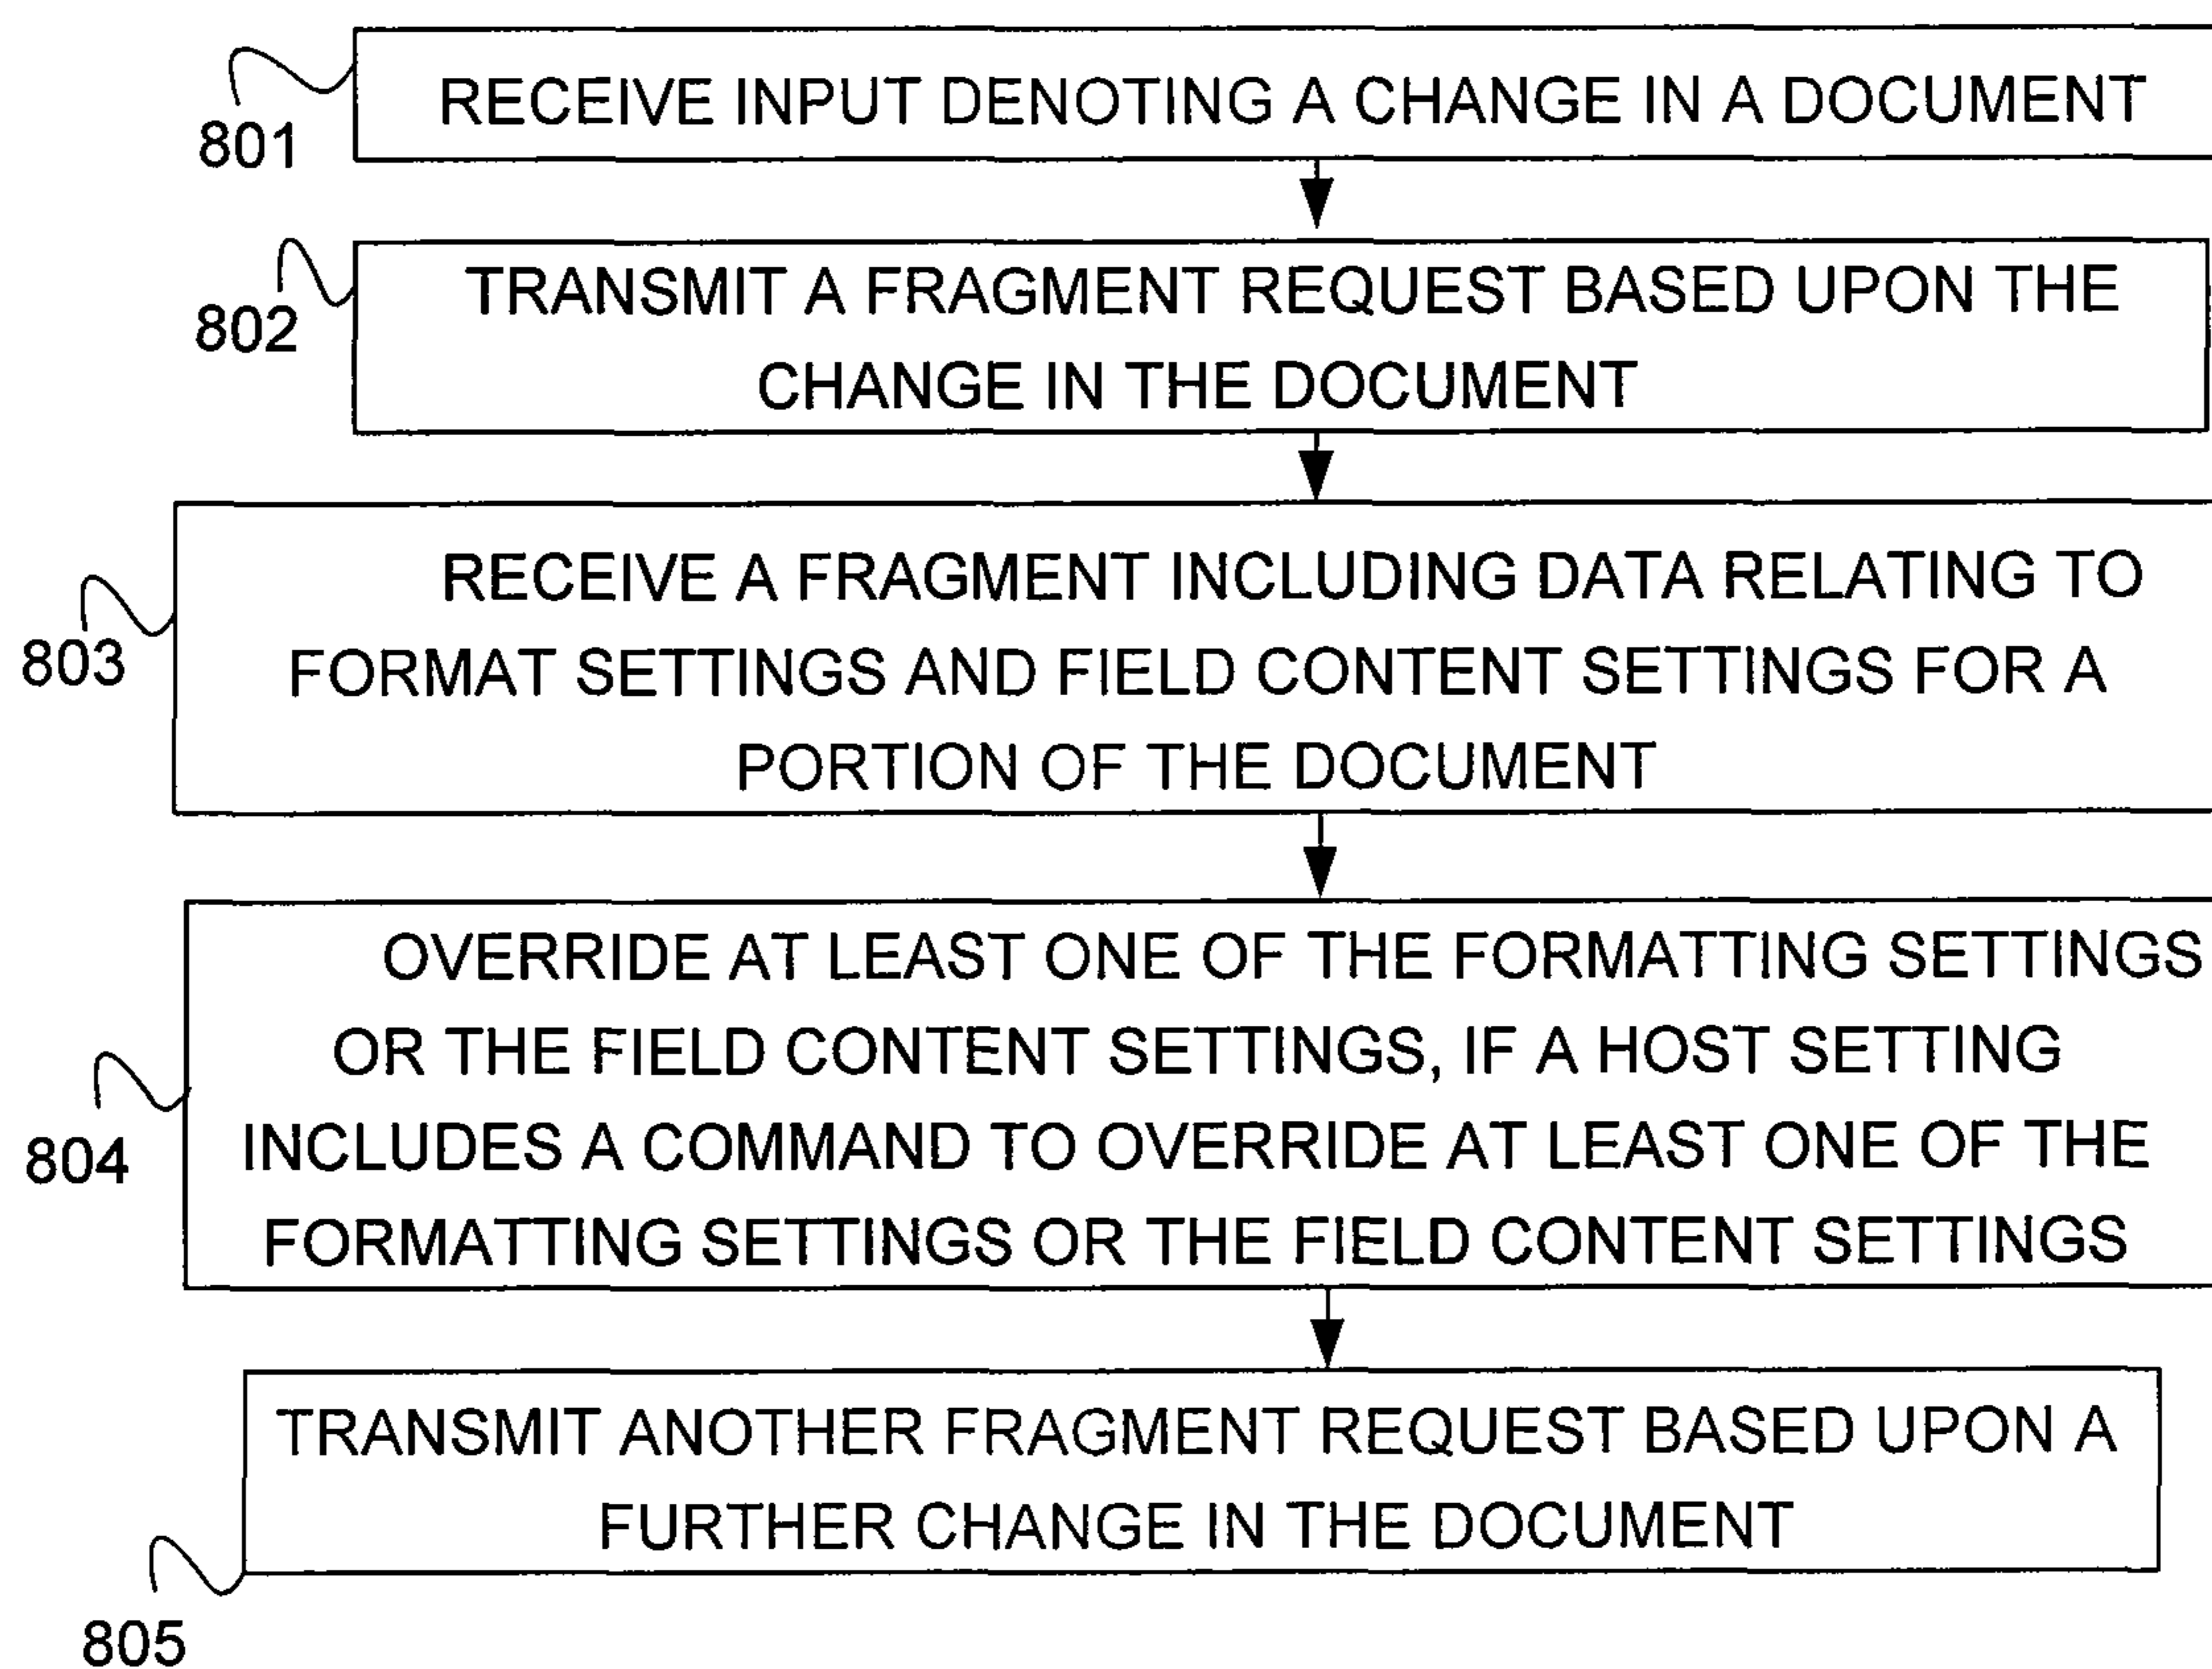 RECEIVE INPUT DENOTING A CHANGE IN A DOCUMENT
801
TRANSMIT A FRAGMENT REQUEST BASED UPON THE
CHANGE IN THE DOCUMENT
802
RECEIVE A FRAGMENT INCLUDING DATA RELATING TO
FORMAT SETTINGS AND FIELD CONTENT SETTINGS FOR A
PORTION OF THE DOCUMENT
803
OVERRIDE AT LEAST ONE OF THE FORMATTING SETTINGS
OR THE FIELD CONTENT SETTINGS, IF A HOST SETTING
INCLUDES A COMMAND TO OVERRIDE AT LEAST ONE OF THE
FORMATTING SETTINGS OR THE FIELD CONTENT SETTINGS
804
TRANSMIT ANOTHER FRAGMENT REQUEST BASED UPON A
FURTHER CHANGE IN THE DOCUMENT
805